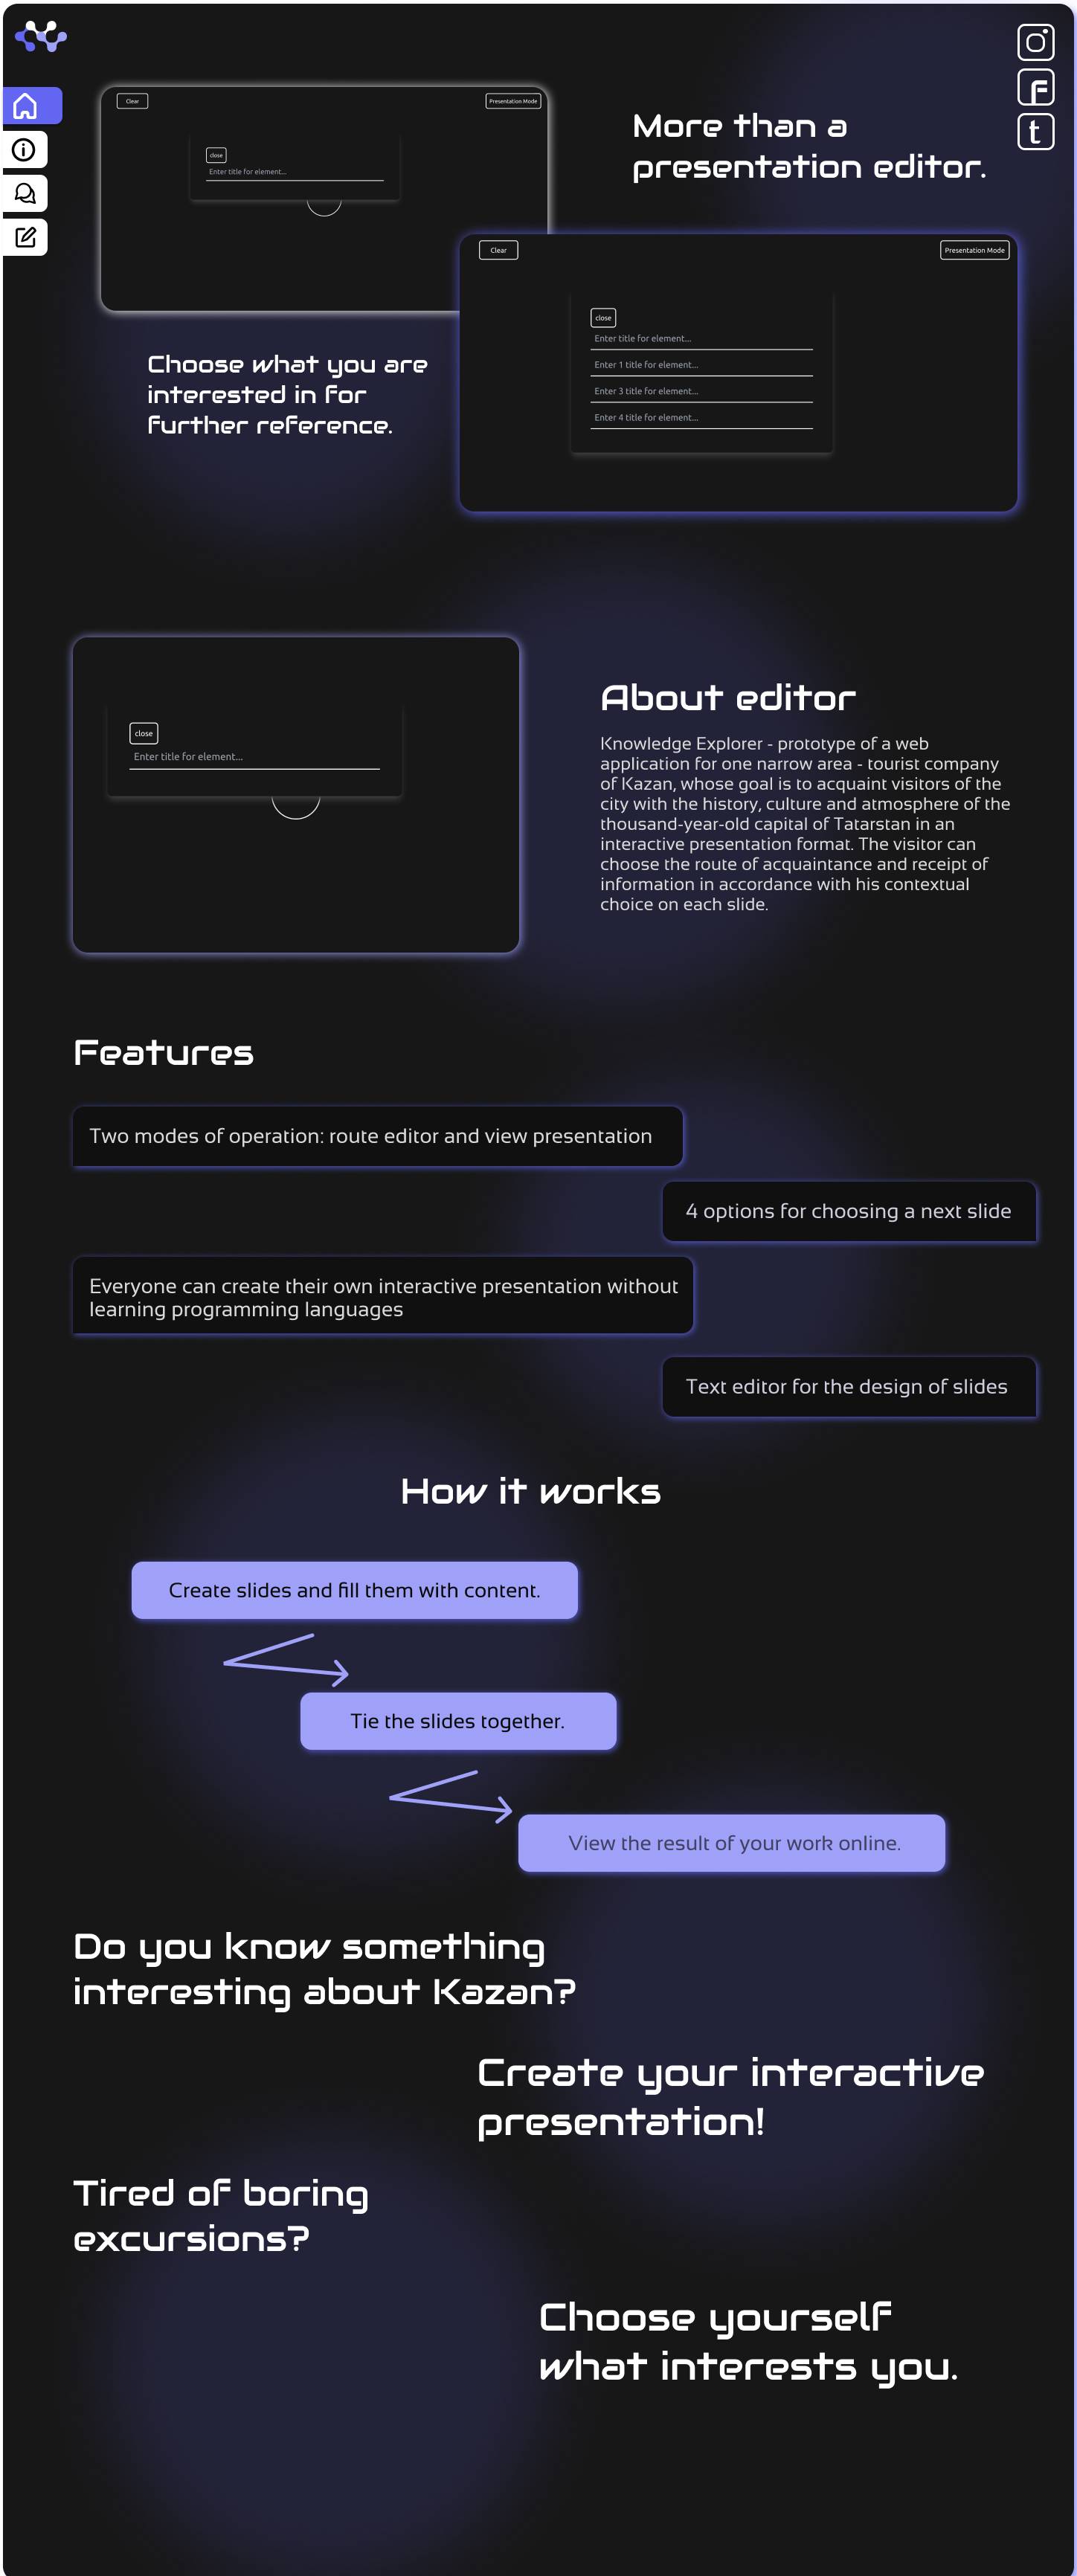 Clear
Presentation Mode
close
Enter title for element...
More than a
presentation editor.
Clear
Presentation Mode
close
Enter title for element...
Enter 1 title for element...
Enter 3 title for element...
Enter 4 title for element...
Choose what you are
interested in for
further reference.
close
Enter title for element...
About editor
Knowledge Explorer - prototype of a web
application for one narrow area - tourist company
of Kazan, whose goal is to acquaint visitors of the
city with the history, culture and atmosphere of the
thousand-year-old capital of Tatarstan in an
interactive presentation format. The visitor can
choose the route of acquaintance and receipt of
information in accordance with his contextual
choice on each slide.
Features
Two modes of operation: route editor and view presentation
4 options for choosing a next slide
Everyone can create their own interactive presentation without
learning programming languages
Text editor for the design of slides
How it works
Create slides and fill them with content.
Tie the slides together.
View the result of your work online.
Do you know something
interesting about Kazan?
Create your interactive
presentation!
Tired of boring
excursions?
Choose yourself
what interests you.